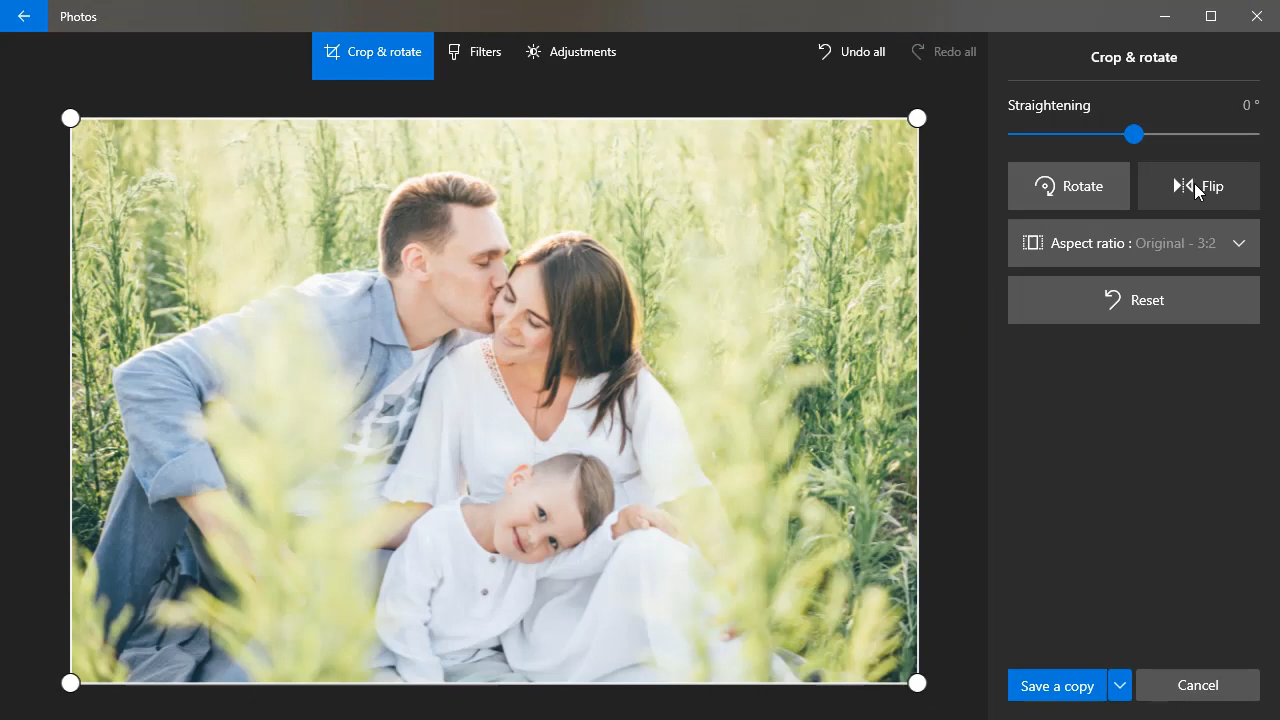 Photos
Crop & rotate
Filters
Adjustments
Undo all
Redo all
Crop & rotate
Straightening 0 °
Rotate
Flip
Aspect ratio : Original - 3:2
Reset
Save a copy
Cancel